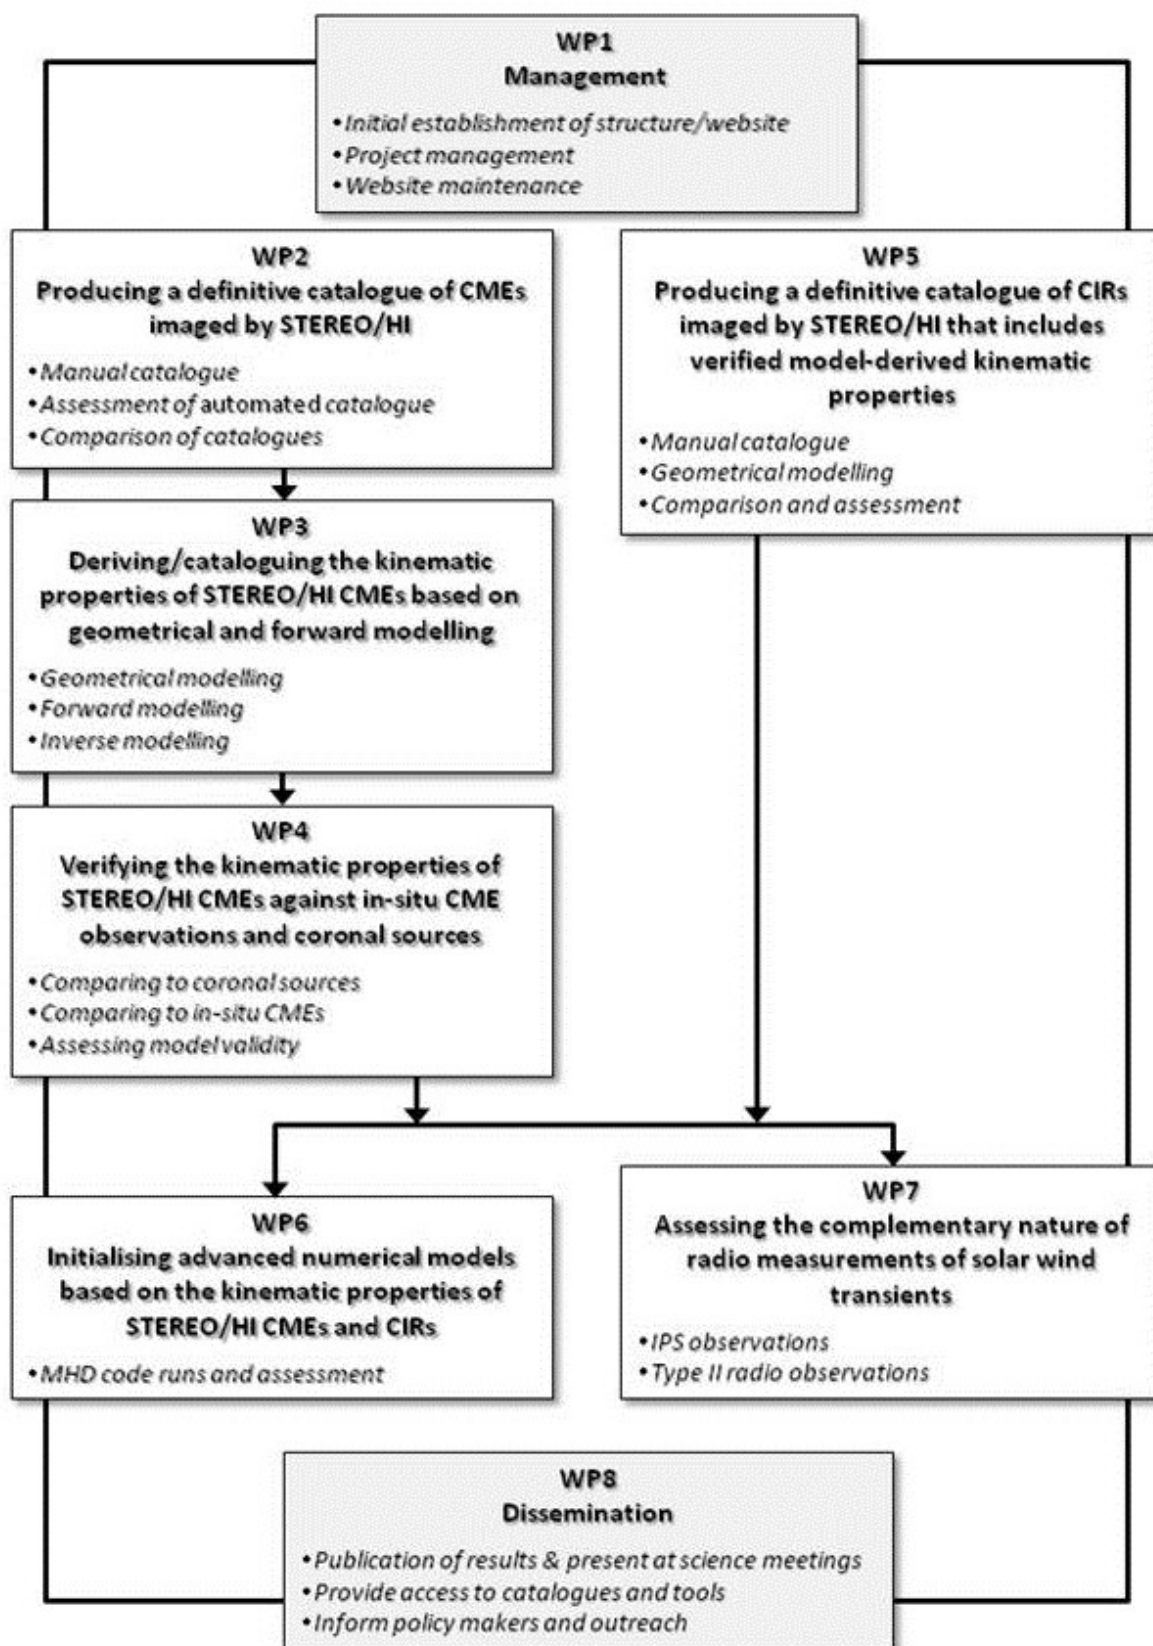 WP1
Management
•Initial establishment of structure/website
•Project management
•Website maintenance
WP2
Producing a definitive catalogue of CMEs
imaged by STEREO/HI
•Manual catalogue
•Assessment of automated catalogue
•Comparison of catalogues
WP5
Producing a definitive catalogue of CIRs
imaged by STEREO/HI that includes
verified model-derived kinematic
properties
•Manual catalogue
•Geometrical modelling
•Comparison and assessment
WP3
Deriving/cataloguing the kinematic
properties of STEREO/HI CMEs based on
geometrical and forward modelling
•Geometrical modelling
•Forward modelling
•Inverse modelling
WP4
Verifying the kinematic properties of
STEREO/HI CMEs against in-situ CME
observations and coronal sources
•Comparing to coronal sources
•Comparing to in-situ CMEs
•Assessing model validity
WP6
Initialising advanced numerical models
based on the kinematic properties of
STEREO/HI CMEs and CIRs
•MHD code runs and assessment
WP7
Assessing the complementary nature of
radio measurements of solar wind
transients
•IPS observations
•Type II radio observations
WP8
Dissemination
•Publication of results & present at science meetings
•Provide access to catalogues and tools
•Inform policy makers and outreach